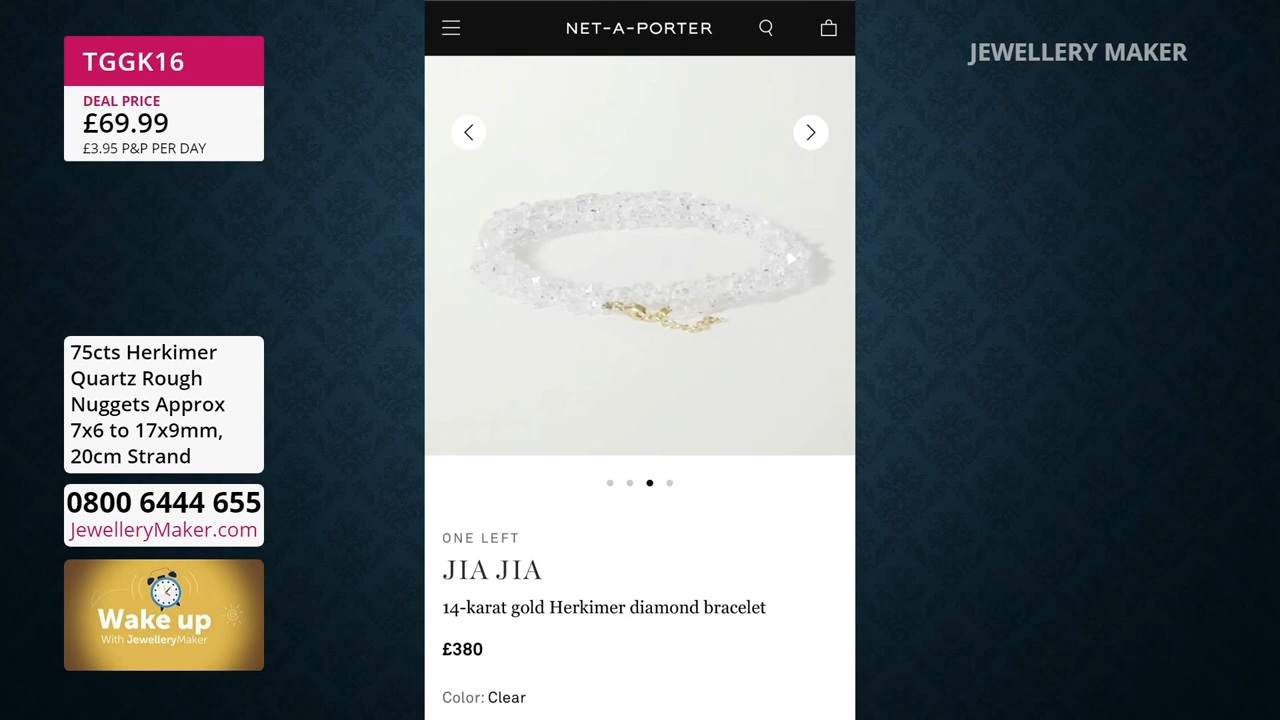 TGGK16
DEAL PRICE
£69.99
£3.95 P&P PER DAY
75cts Herkimer
Quartz Rough
Nuggets Approx
7x6 to 17x9mm,
20cm Strand
0800 6444 655
JewelleryMaker.com
Wake up
With JewelleryMaker
NET-A-PORTER
ONE LEFT
JIA JIA
14-karat gold Herkimer diamond bracelet
£380
Color: Clear
JEWELLERY MAKER